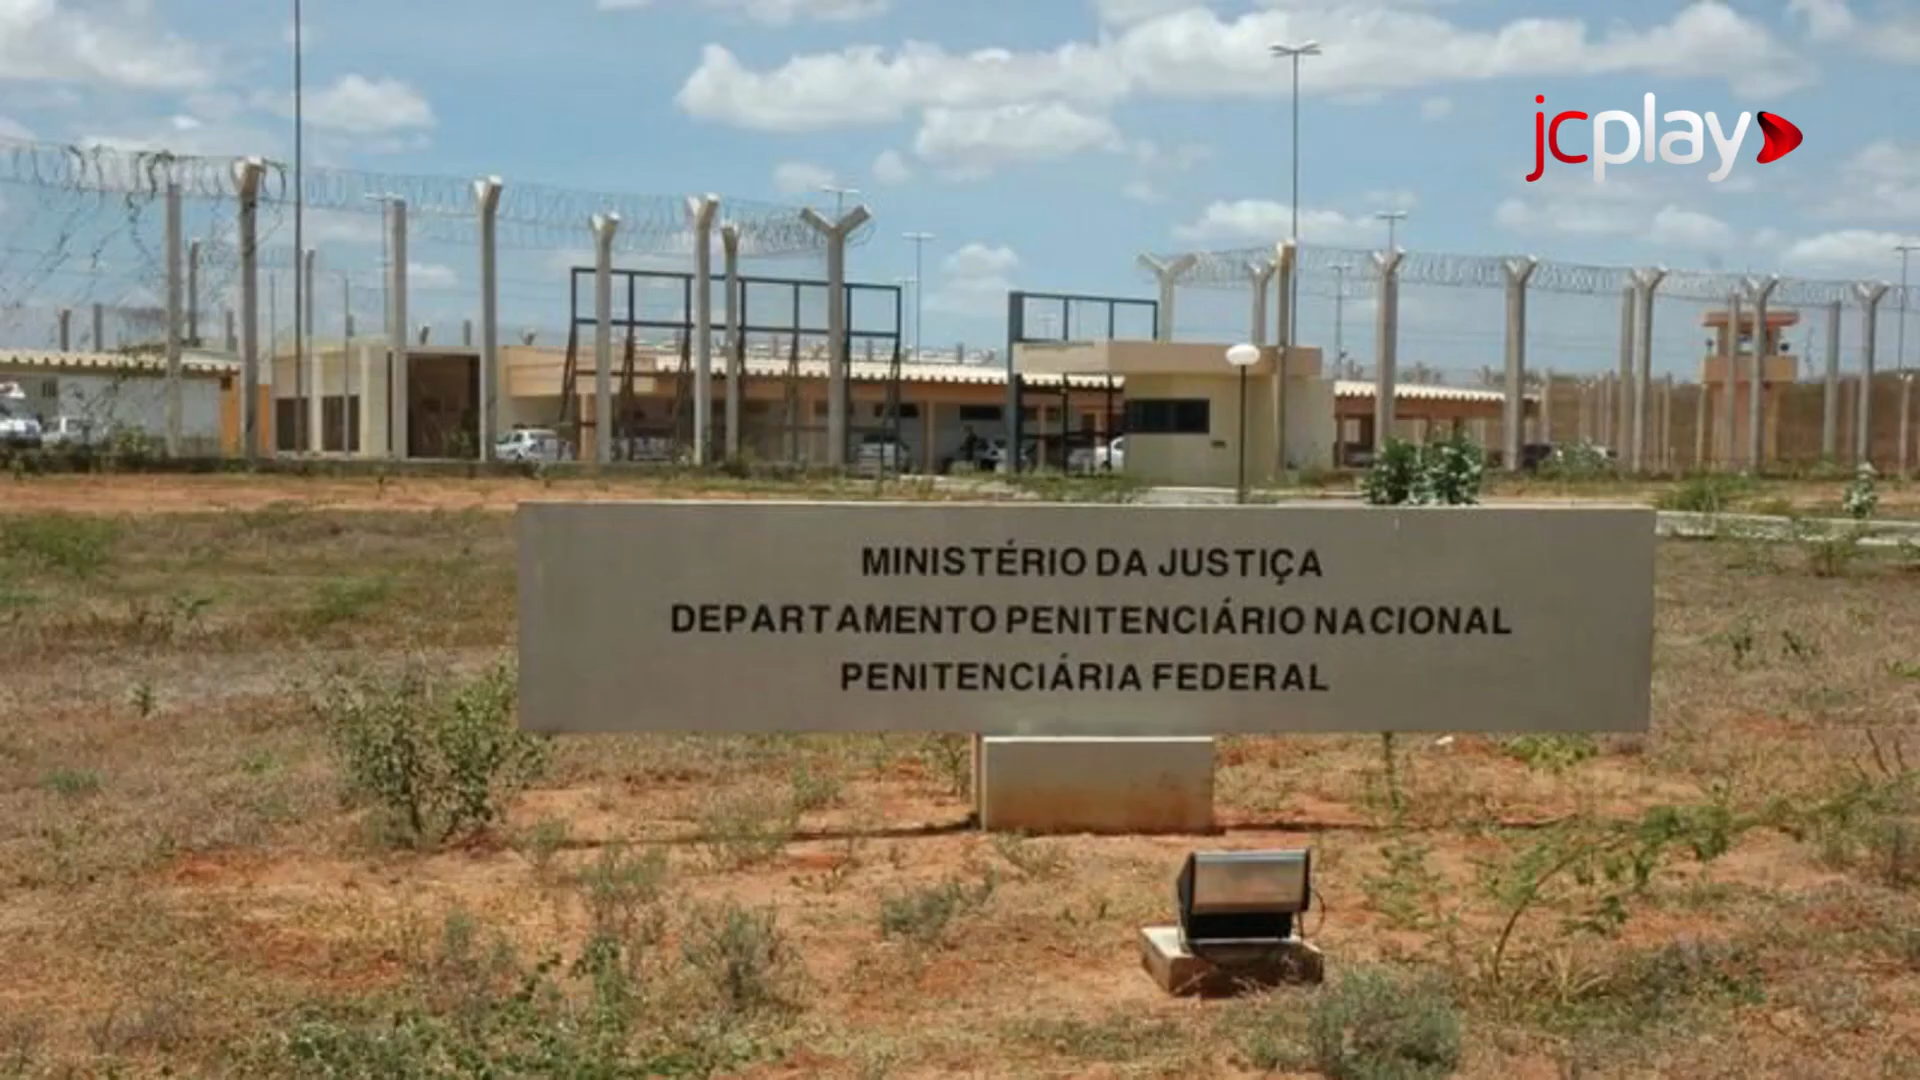 jcplay
MINISTÉRIO DA JUSTIÇA
DEPARTAMENTO PENITENCIÁRIO NACIONAL
PENITENCIÁRIA FEDERAL